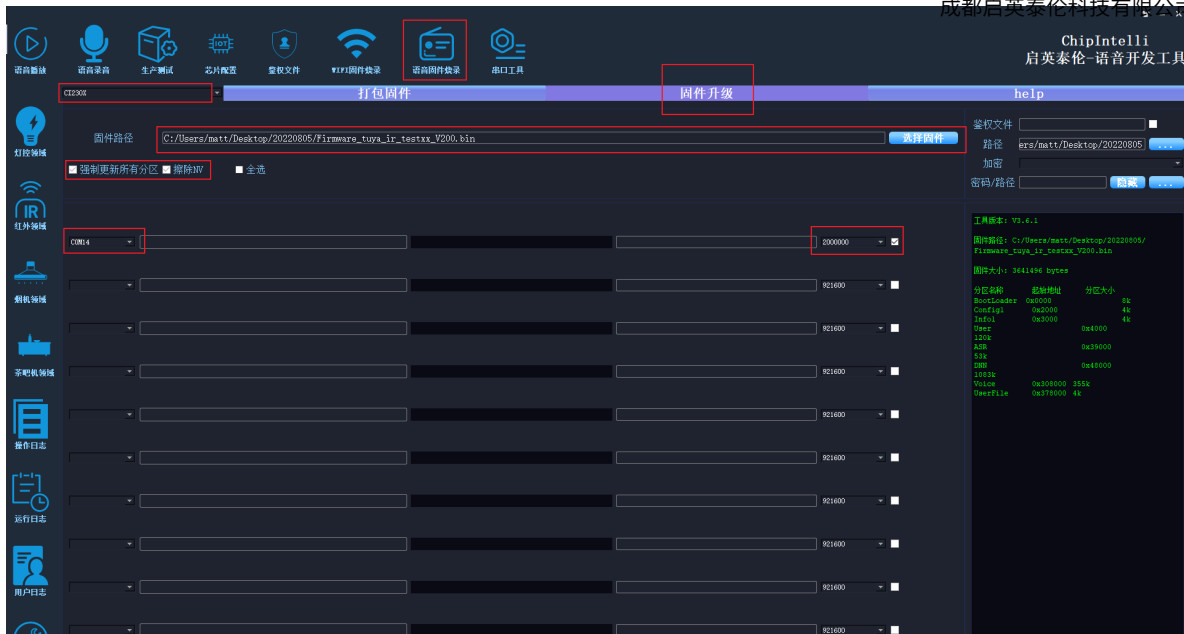 成都启英泰伦科技有限公
ChipIntelli
启英泰伦-语音开发工具
语音播放
语音录音
生产测试
芯片配置
鉴权文件
WIFI固件烧录
语音固件烧录
串口工具
CI230X
打包固件
固件升级
help
固件路径
C:/Users/matt/Desktop/20220805/Firmware_tuya_ir_testxx_V200.bin
选择固件
强制更新所有分区
擦除NV
全选
鉴权文件
路径
ers/matt/Desktop/20220805
...
加密
密码/路径
隐藏
...
灯控领域
IR
红外领域
烟机领域
茶吧机领域
操作日志
运行日志
用户日志
COM14
2000000
921600
921600
921600
921600
921600
921600
921600
921600
921600
工具版本: V3.6.1
固件路径: C:/Users/matt/Desktop/20220805/
Firmware_tuya_ir_testxx_V200.bin
固件大小: 3641496 bytes
分区名称 起始地址 分区大小
BootLoader 0x0000 8k
Config1 0x2000 4k
Info1 0x3000 4k
User 0x4000
120k
ASR 0x39000
53k
DNN 0x48000
1083k
Voice 0x308000 355k
UserFile 0x378000 4k